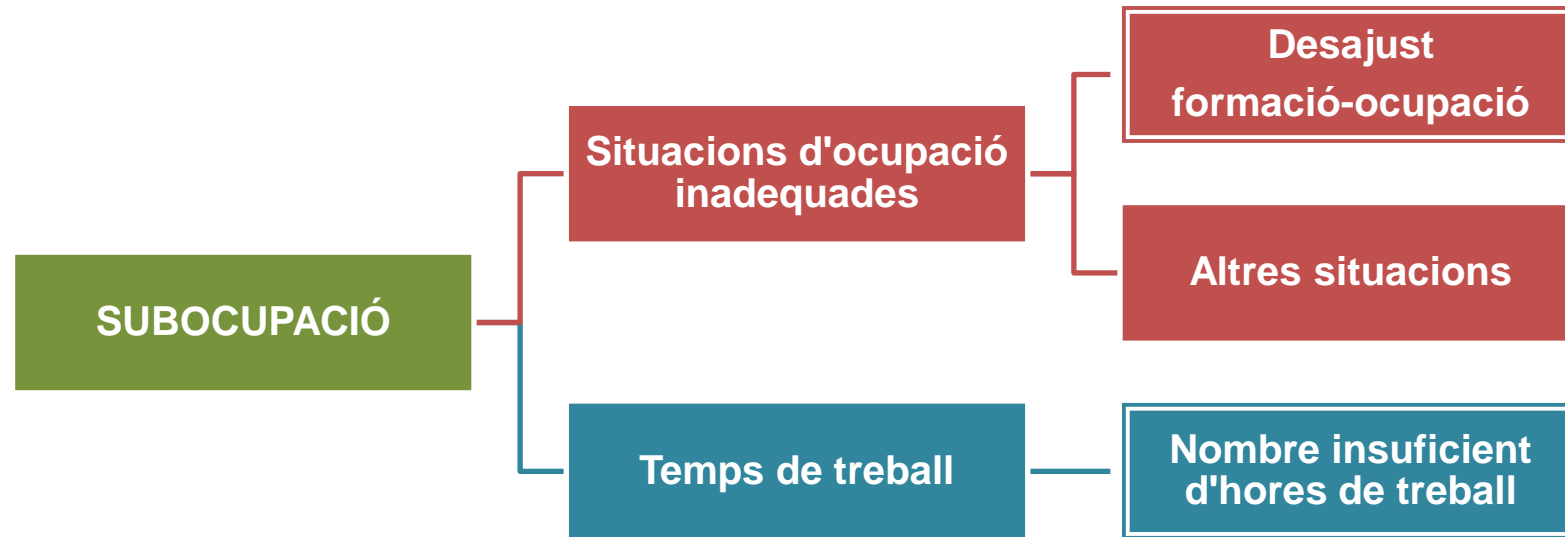 SUBOCUPACIÓ
Situacions d'ocupació
inadequades
Desajust
formació-ocupació
Altres situacions
Temps de treball
Nombre insuficient
d'hores de treball